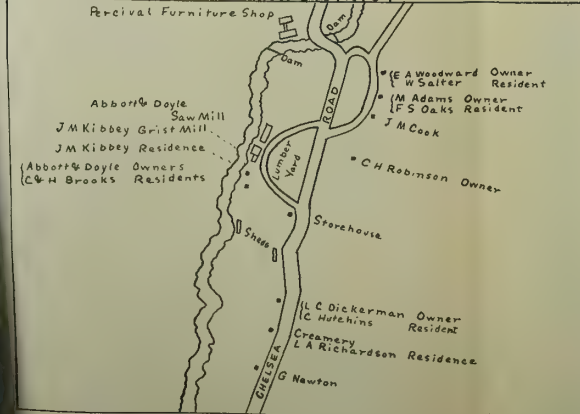 Percival Furniture Shop
Dam
Dam
ROAD
{E A Woodward Owner
{L W Salter Resident
{M Adams Owner
{F S Oaks Resident
J M Cook
Abbott & Doyle
Saw Mill
J M Kibbey Grist Mill
J M Kibbey Residence
{Abbott & Doyle Owners
{C & H Brooks Residents
Lumber
Yard
C H Robinson Owner
Storehouse
Sheds
{L C Dickerman Owner
{C Hutchins Resident
Creamery
L A Richardson Residence
G Newton
CHELSEA